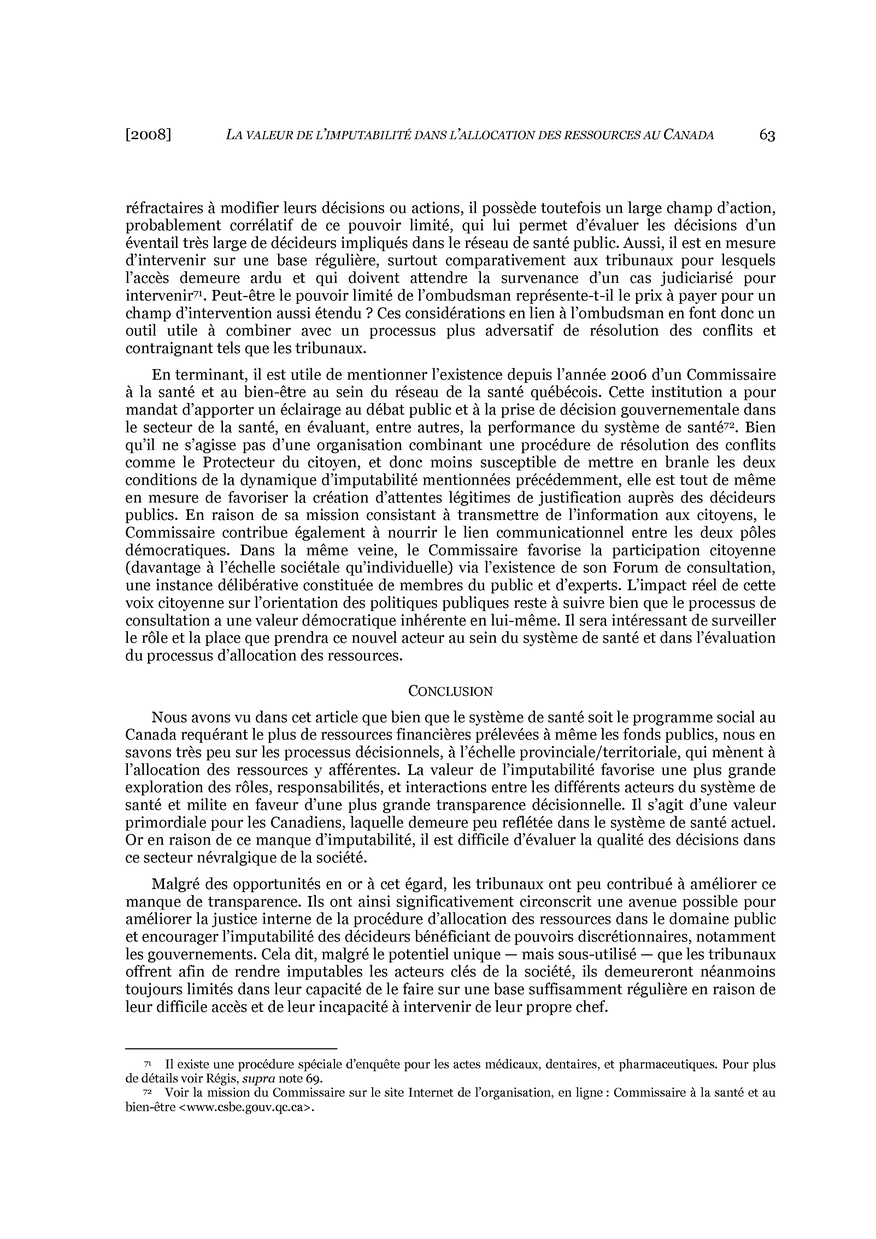 [2008] LA VALEUR DE L’IMPUTABILITÉ DANS L’ALLOCATION DES RESSOURCES AU CANADA 63
réfractaires à modifier leurs décisions ou actions, il possède toutefois un large champ d’action,
probablement corrélatif de ce pouvoir limité, qui lui permet d’évaluer les décisions d’un
éventail très large de décideurs impliqués dans le réseau de santé public. Aussi, il est en mesure
d’intervenir sur une base régulière, surtout comparativement aux tribunaux pour lesquels
l’accès demeure ardu et qui doivent attendre la survenance d’un cas judiciarisé pour
intervenir⁷¹. Peut-être le pouvoir limité de l’ombudsman représente-t-il le prix à payer pour un
champ d’intervention aussi étendu ? Ces considérations en lien à l’ombudsman en font donc un
outil utile à combiner avec un processus plus adversatif de résolution des conflits et
contraignant tels que les tribunaux.
En terminant, il est utile de mentionner l’existence depuis l’année 2006 d’un Commissaire
à la santé et au bien-être au sein du réseau de la santé québécois. Cette institution a pour
mandat d’apporter un éclairage au débat public et à la prise de décision gouvernementale dans
le secteur de la santé, en évaluant, entre autres, la performance du système de santé⁷². Bien
qu’il ne s’agisse pas d’une organisation combinant une procédure de résolution des conflits
comme le Protecteur du citoyen, et donc moins susceptible de mettre en branle les deux
conditions de la dynamique d’imputabilité mentionnées précédemment, elle est tout de même
en mesure de favoriser la création d’attentes légitimes de justification auprès des décideurs
publics. En raison de sa mission consistant à transmettre de l’information aux citoyens, le
Commissaire contribue également à nourrir le lien communicationnel entre les deux pôles
démocratiques. Dans la même veine, le Commissaire favorise la participation citoyenne
(davantage à l’échelle sociétale qu’individuelle) via l’existence de son Forum de consultation,
une instance délibérative constituée de membres du public et d’experts. L’impact réel de cette
voix citoyenne sur l’orientation des politiques publiques reste à suivre bien que le processus de
consultation a une valeur démocratique inhérente en lui-même. Il sera intéressant de surveiller
le rôle et la place que prendra ce nouvel acteur au sein du système de santé et dans l’évaluation
du processus d’allocation des ressources.
CONCLUSION
Nous avons vu dans cet article que bien que le système de santé soit le programme social au
Canada requérant le plus de ressources financières prélevées à même les fonds publics, nous en
savons très peu sur les processus décisionnels, à l’échelle provinciale/territoriale, qui mènent à
l’allocation des ressources y afférentes. La valeur de l’imputabilité favorise une plus grande
exploration des rôles, responsabilités, et interactions entre les différents acteurs du système de
santé et milite en faveur d’une plus grande transparence décisionnelle. Il s’agit d’une valeur
primordiale pour les Canadiens, laquelle demeure peu reflétée dans le système de santé actuel.
Or en raison de ce manque d’imputabilité, il est difficile d’évaluer la qualité des décisions dans
ce secteur névralgique de la société.
Malgré des opportunités en or à cet égard, les tribunaux ont peu contribué à améliorer ce
manque de transparence. Ils ont ainsi significativement circonscrit une avenue possible pour
améliorer la justice interne de la procédure d’allocation des ressources dans le domaine public
et encourager l’imputabilité des décideurs bénéficiant de pouvoirs discrétionnaires, notamment
les gouvernements. Cela dit, malgré le potentiel unique — mais sous-utilisé — que les tribunaux
offrent afin de rendre imputables les acteurs clés de la société, ils demeureront néanmoins
toujours limités dans leur capacité de le faire sur une base suffisamment régulière en raison de
leur difficile accès et de leur incapacité à intervenir de leur propre chef.
⁷¹ Il existe une procédure spéciale d’enquête pour les actes médicaux, dentaires, et pharmaceutiques. Pour plus
de détails voir Régis, supra note 69.
⁷² Voir la mission du Commissaire sur le site Internet de l’organisation, en ligne : Commissaire à la santé et au
bien-être <www.csbe.gouv.qc.ca>.